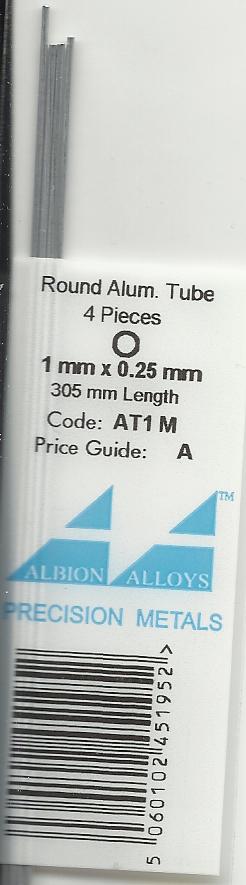 Round Alum. Tube
4 Pieces
1 mm x 0.25 mm
305 mm Length
Code: AT1 M
Price Guide: A
TM
ALBION ALLOYS
PRECISION METALS
5 060102 451952 >